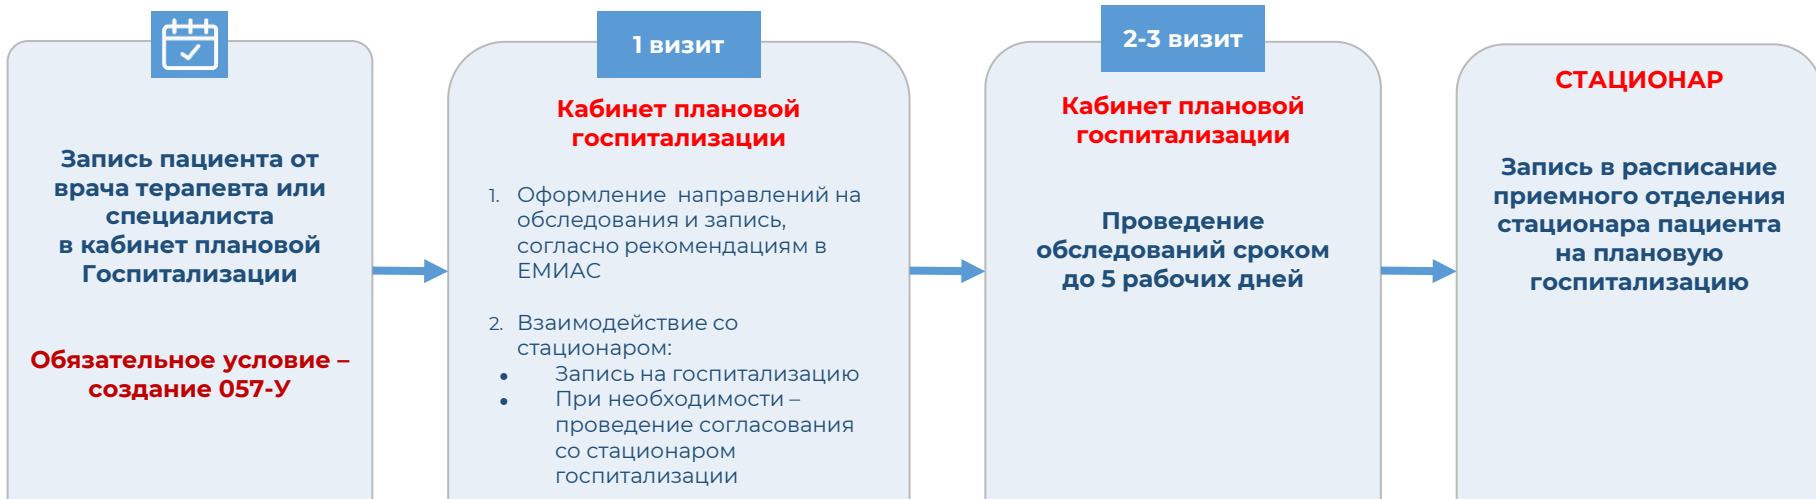 Запись пациента от
врача терапевта или
специалиста
в кабинет плановой
Госпитализации
Обязательное условие –
создание 057-У
1 визит
Кабинет плановой
госпитализации
1. Оформление направлений на
обследования и запись,
согласно рекомендациям в
ЕМИАС
2. Взаимодействие со
стационаром:
• Запись на госпитализацию
• При необходимости –
проведение согласования
со стационаром
госпитализации
2-3 визит
Кабинет плановой
госпитализации
Проведение
обследований сроком
до 5 рабочих дней
СТАЦИОНАР
Запись в расписание
приемного отделения
стационара пациента
на плановую
госпитализацию